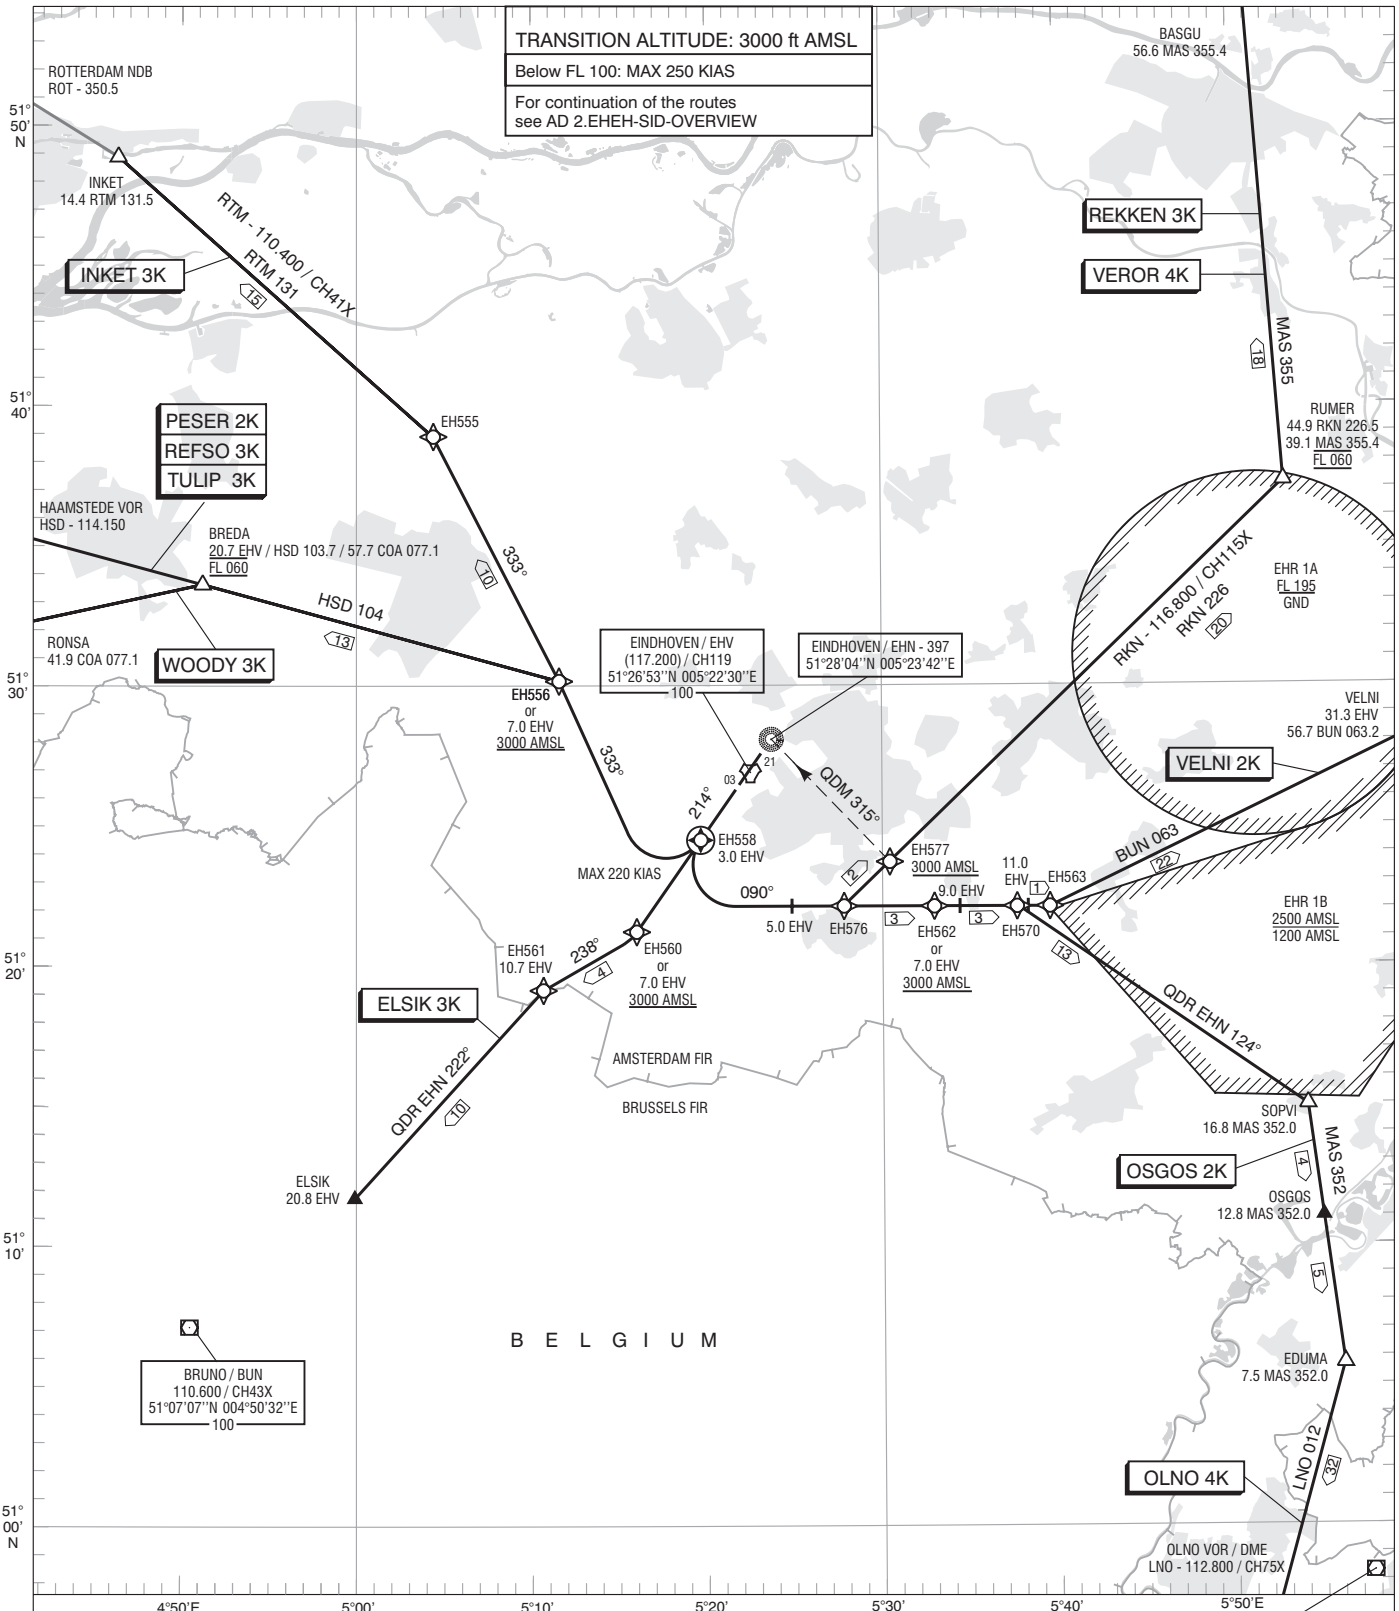 TRANSITION ALTITUDE: 3000 ft AMSL
Below FL 100: MAX 250 KIAS
For continuation of the routes
see AD 2.EHEH-SID-OVERVIEW
BASGU
56.6 MAS 355.4
ROTTERDAM NDB
ROT - 350.5
51°
50'
N
INKET
14.4 RTM 131.5
RTM - 110.400 / CH41X
RTM 131
15
INKET 3K
REKKEN 3K
VEROR 4K
MAS 355
18
51°
40'
EH555
PESER 2K
REFSO 3K
TULIP 3K
RUMER
44.9 RKN 226.5
39.1 MAS 355.4
FL 060
HAAMSTEDE VOR
HSD - 114.150
BREDA
20.7 EHV / HSD 103.7 / 57.7 COA 077.1
FL 060
333°
10
RKN - 116.800 / CH115X
RKN 226
20
EHR 1A
FL 195
GND
HSD 104
13
RONSA
41.9 COA 077.1
WOODY 3K
EINDHOVEN / EHV
(117.200) / CH119
51°26'53''N 005°22'30''E
100
EINDHOVEN / EHN - 397
51°28'04''N 005°23'42''E
51°
30'
EH556
or
7.0 EHV
3000 AMSL
VELNI
31.3 EHV
56.7 BUN 063.2
VELNI 2K
333°
03
21
QDM 315°
214°
EH558
3.0 EHV
MAX 220 KIAS
EH577
3000 AMSL
2
BUN 063
22
11.0
EHV
1
EH563
090°
9.0 EHV
5.0 EHV
EH576
3
3
EH562
or
7.0 EHV
3000 AMSL
EH570
EHR 1B
2500 AMSL
1200 AMSL
13
51°
20'
EH561
10.7 EHV
238°
4
EH560
or
7.0 EHV
3000 AMSL
ELSIK 3K
QDR EHN 124°
QDR EHN 222°
10
AMSTERDAM FIR
BRUSSELS FIR
SOPVI
16.8 MAS 352.0
MAS 352
4
OSGOS 2K
ELSIK
20.8 EHV
OSGOS
12.8 MAS 352.0
51°
10'
5
BELGIUM
EDUMA
7.5 MAS 352.0
BRUNO / BUN
110.600 / CH43X
51°07'07''N 004°50'32''E
100
LNO 012
32
OLNO 4K
51°
00'
N
OLNO VOR / DME
LNO - 112.800 / CH75X
4°50'E
5°00'
5°10'
5°20'
5°30'
5°40'
5°50'E